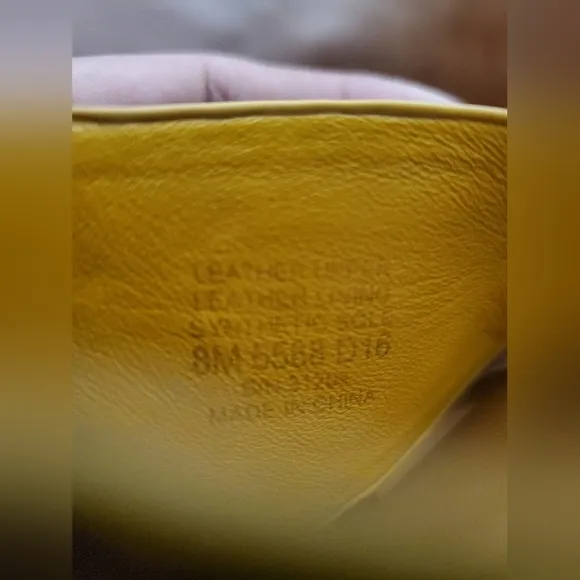 LEATHER UPPER
LEATHER LINING
SYNTHETIC SOLE
8M 5568 D16
MADE IN CHINA